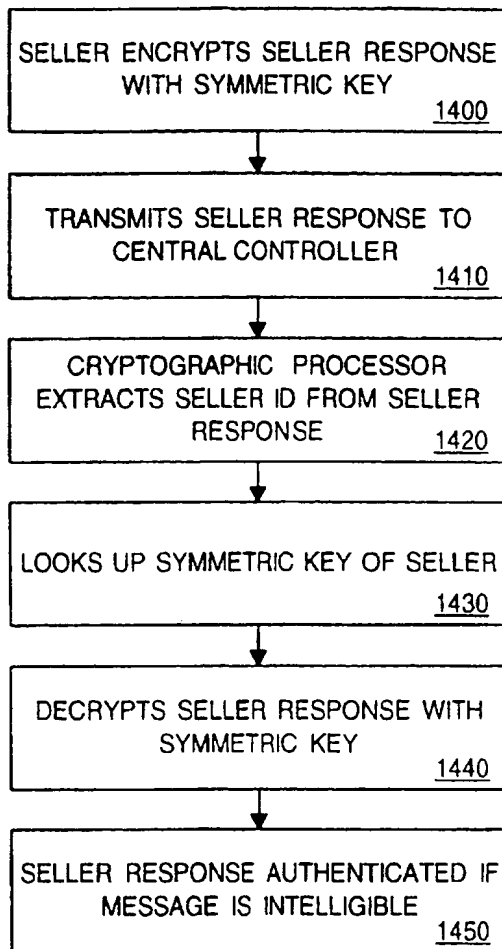 SELLER ENCRYPTS SELLER RESPONSE
WITH SYMMETRIC KEY
1400
TRANSMITS SELLER RESPONSE TO
CENTRAL CONTROLLER
1410
CRYPTOGRAPHIC PROCESSOR
EXTRACTS SELLER ID FROM SELLER
RESPONSE
1420
LOOKS UP SYMMETRIC KEY OF SELLER
1430
DECRYPTS SELLER RESPONSE WITH
SYMMETRIC KEY
1440
SELLER RESPONSE AUTHENTICATED IF
MESSAGE IS INTELLIGIBLE
1450